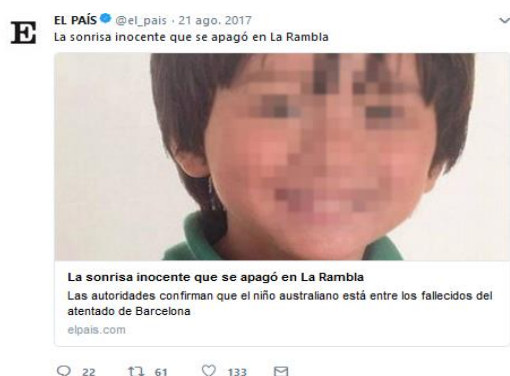 EL PAÍS @el_pais · 21 ago. 2017
La sonrisa inocente que se apagó en La Rambla
E
La sonrisa inocente que se apagó en La Rambla
Las autoridades confirman que el niño australiano está entre los fallecidos del
atentado de Barcelona
elpais.com
22 61 133